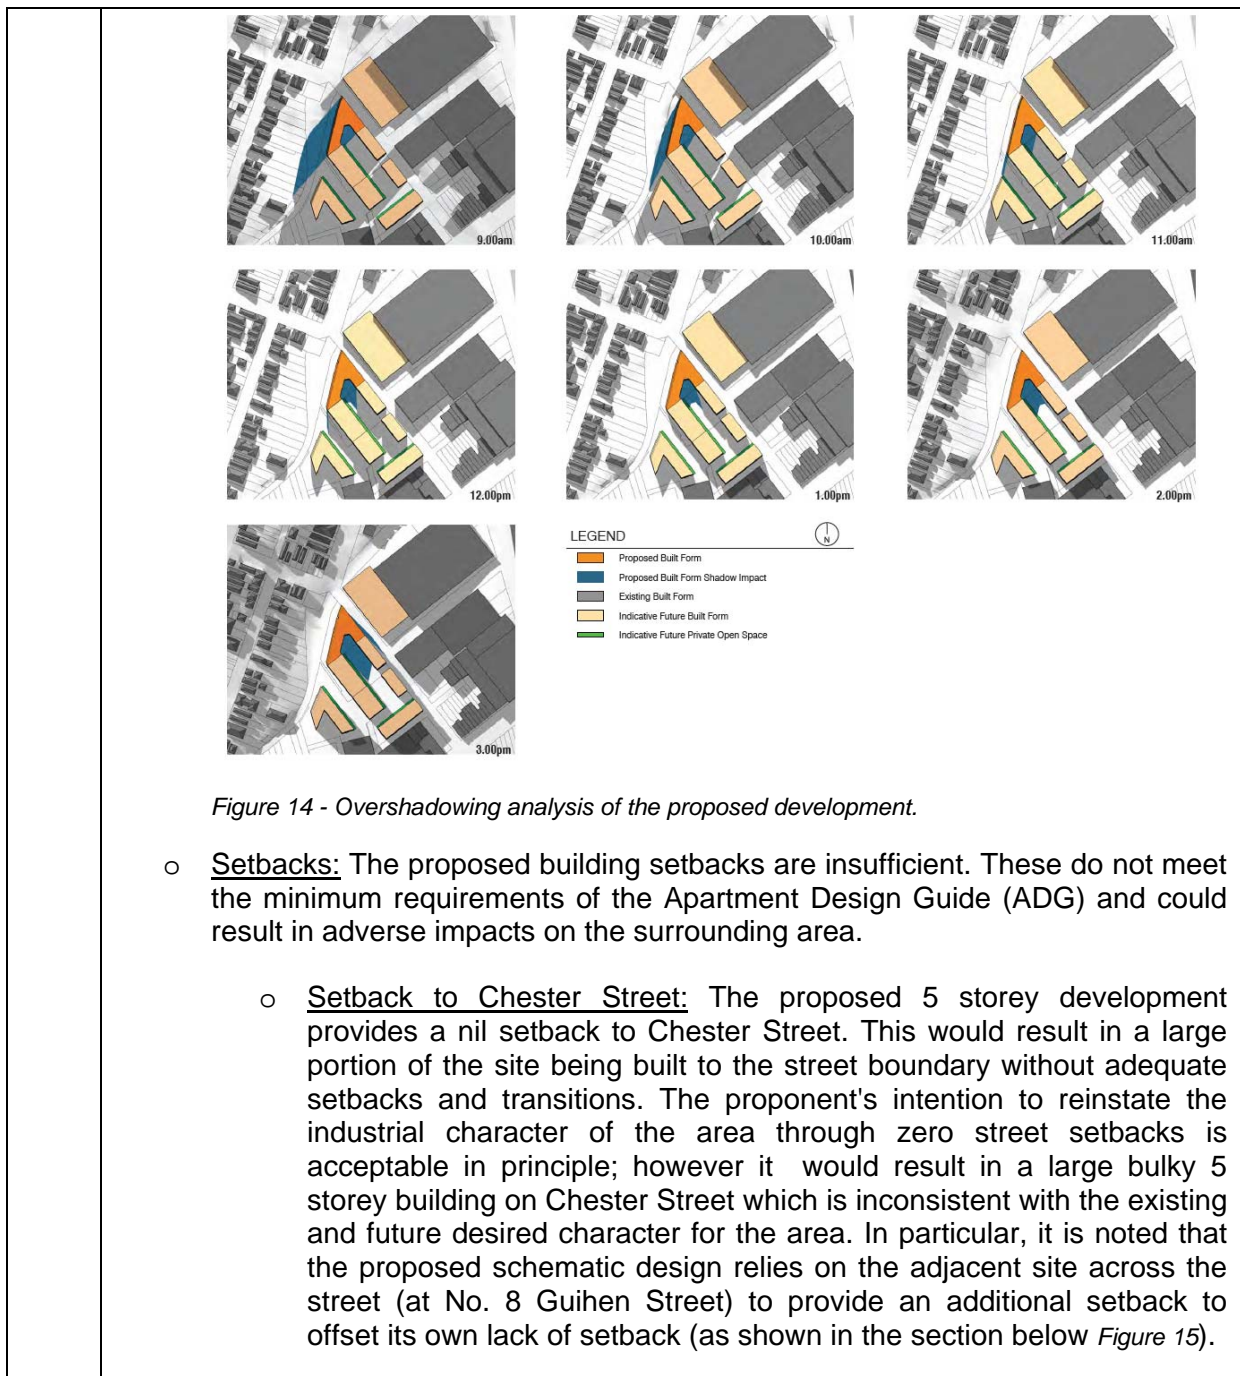 9.00am
10.00am
11.00am
12.00pm
1.00pm
2.00pm
3.00pm
LEGEND
N
Proposed Built Form
Proposed Built Form Shadow Impact
Existing Built Form
Indicative Future Built Form
Indicative Future Private Open Space
Figure 14 - Overshadowing analysis of the proposed development.
o Setbacks: The proposed building setbacks are insufficient. These do not meet
the minimum requirements of the Apartment Design Guide (ADG) and could
result in adverse impacts on the surrounding area.
o Setback to Chester Street: The proposed 5 storey development
provides a nil setback to Chester Street. This would result in a large
portion of the site being built to the street boundary without adequate
setbacks and transitions. The proponent's intention to reinstate the
industrial character of the area through zero street setbacks is
acceptable in principle; however it would result in a large bulky 5
storey building on Chester Street which is inconsistent with the existing
and future desired character for the area. In particular, it is noted that
the proposed schematic design relies on the adjacent site across the
street (at No. 8 Guihen Street) to provide an additional setback to
offset its own lack of setback (as shown in the section below Figure 15).